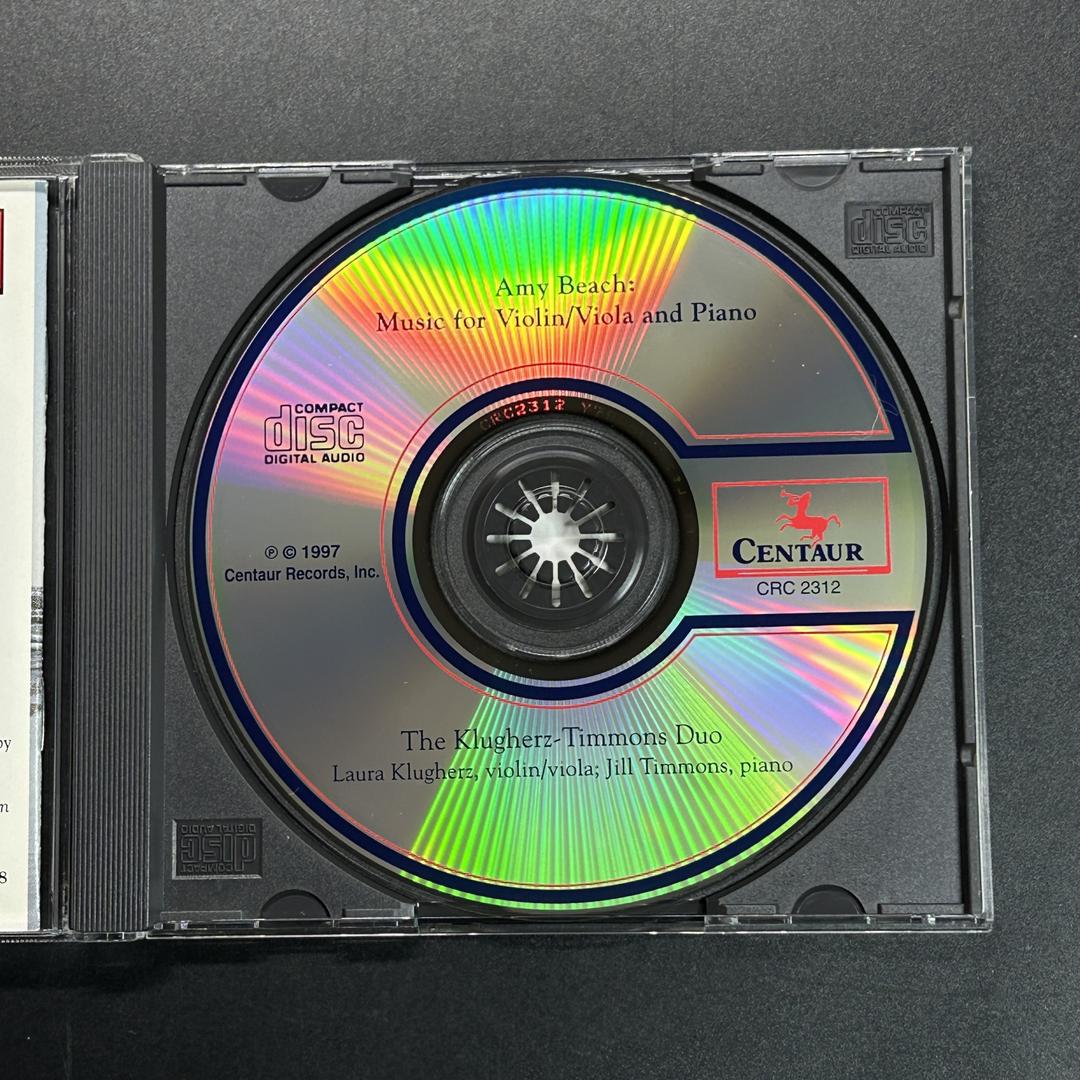 Amy Beach:
Music for Violin/Viola and Piano
COMPACT
disc
DIGITAL AUDIO
COMPACT
disc
DIGITAL AUDIO
CRC2312
CENTAUR
CRC 2312
℗ © 1997
Centaur Records, Inc.
The Klugherz-Timmons Duo
Laura Klugherz, violin/viola; Jill Timmons, piano
by
n
8
COMPACT
disc
DIGITAL AUDIO